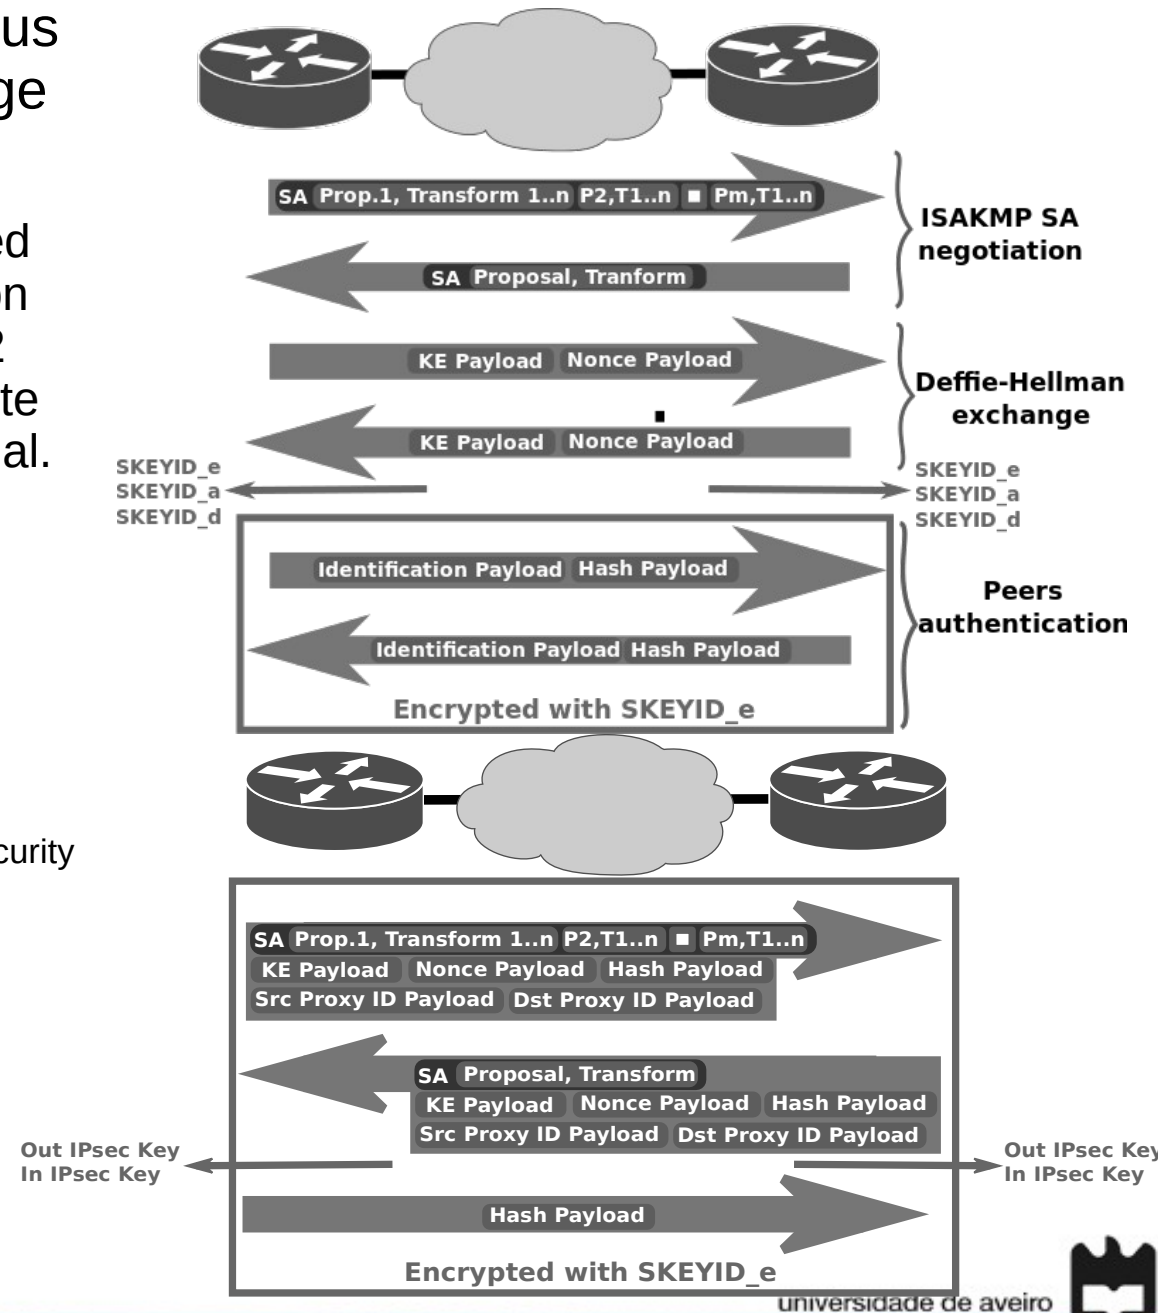 us
ge
ed
on
2
te
al.
SA Prop.1, Transform 1..n P2,T1..n ■ Pm,T1..n
ISAKMP SA
negotiation
SA Proposal, Tranform
KE Payload Nonce Payload
Deffie-Hellman
exchange
KE Payload Nonce Payload
SKEYID_e
SKEYID_a
SKEYID_d
SKEYID_e
SKEYID_a
SKEYID_d
Identification Payload Hash Payload
Peers
authentication
Identification Payload Hash Payload
Encrypted with SKEYID_e
curity
SA Prop.1, Transform 1..n P2,T1..n ■ Pm,T1..n
KE Payload Nonce Payload Hash Payload
Src Proxy ID Payload Dst Proxy ID Payload
SA Proposal, Transform
KE Payload Nonce Payload Hash Payload
Src Proxy ID Payload Dst Proxy ID Payload
Out IPsec Key
In IPsec Key
Out IPsec Key
In IPsec Key
Hash Payload
Encrypted with SKEYID_e
universidade de aveiro